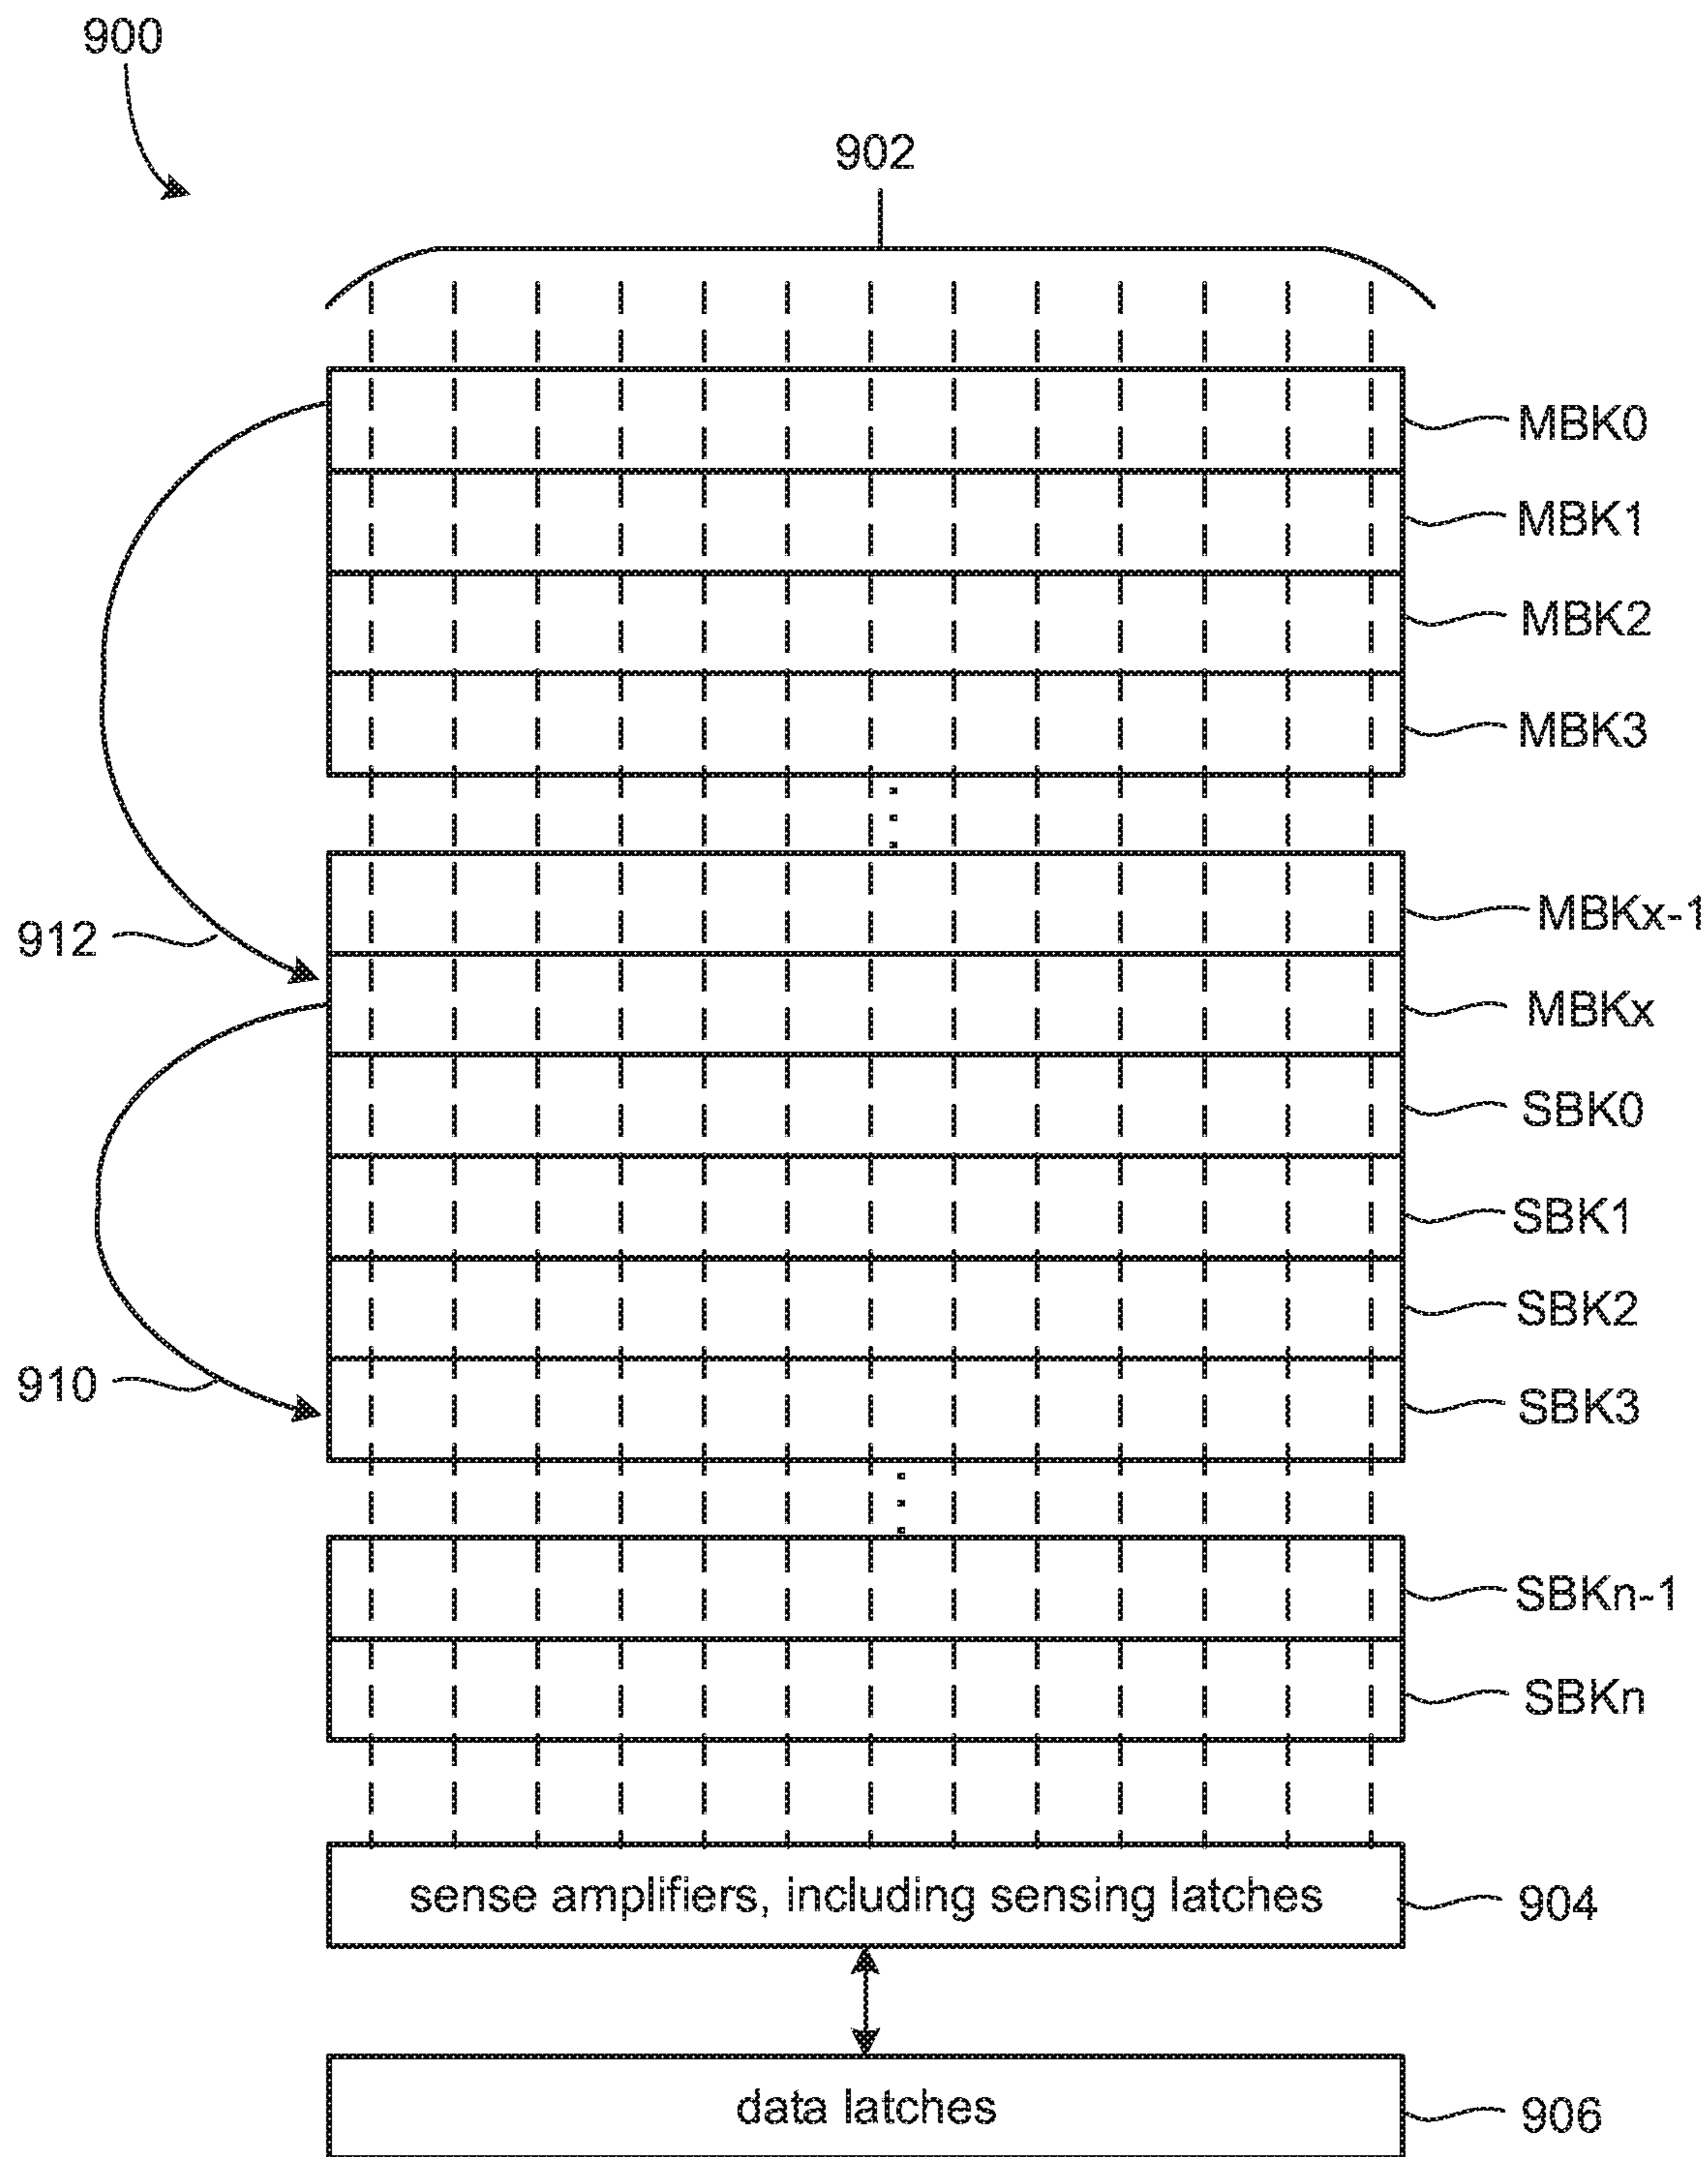 900
902
MBK0
MBK1
MBK2
MBK3
MBKx-1
912
MBKx
SBK0
SBK1
SBK2
910
SBK3
SBKn-1
SBKn
sense amplifiers, including sensing latches
904
data latches
906